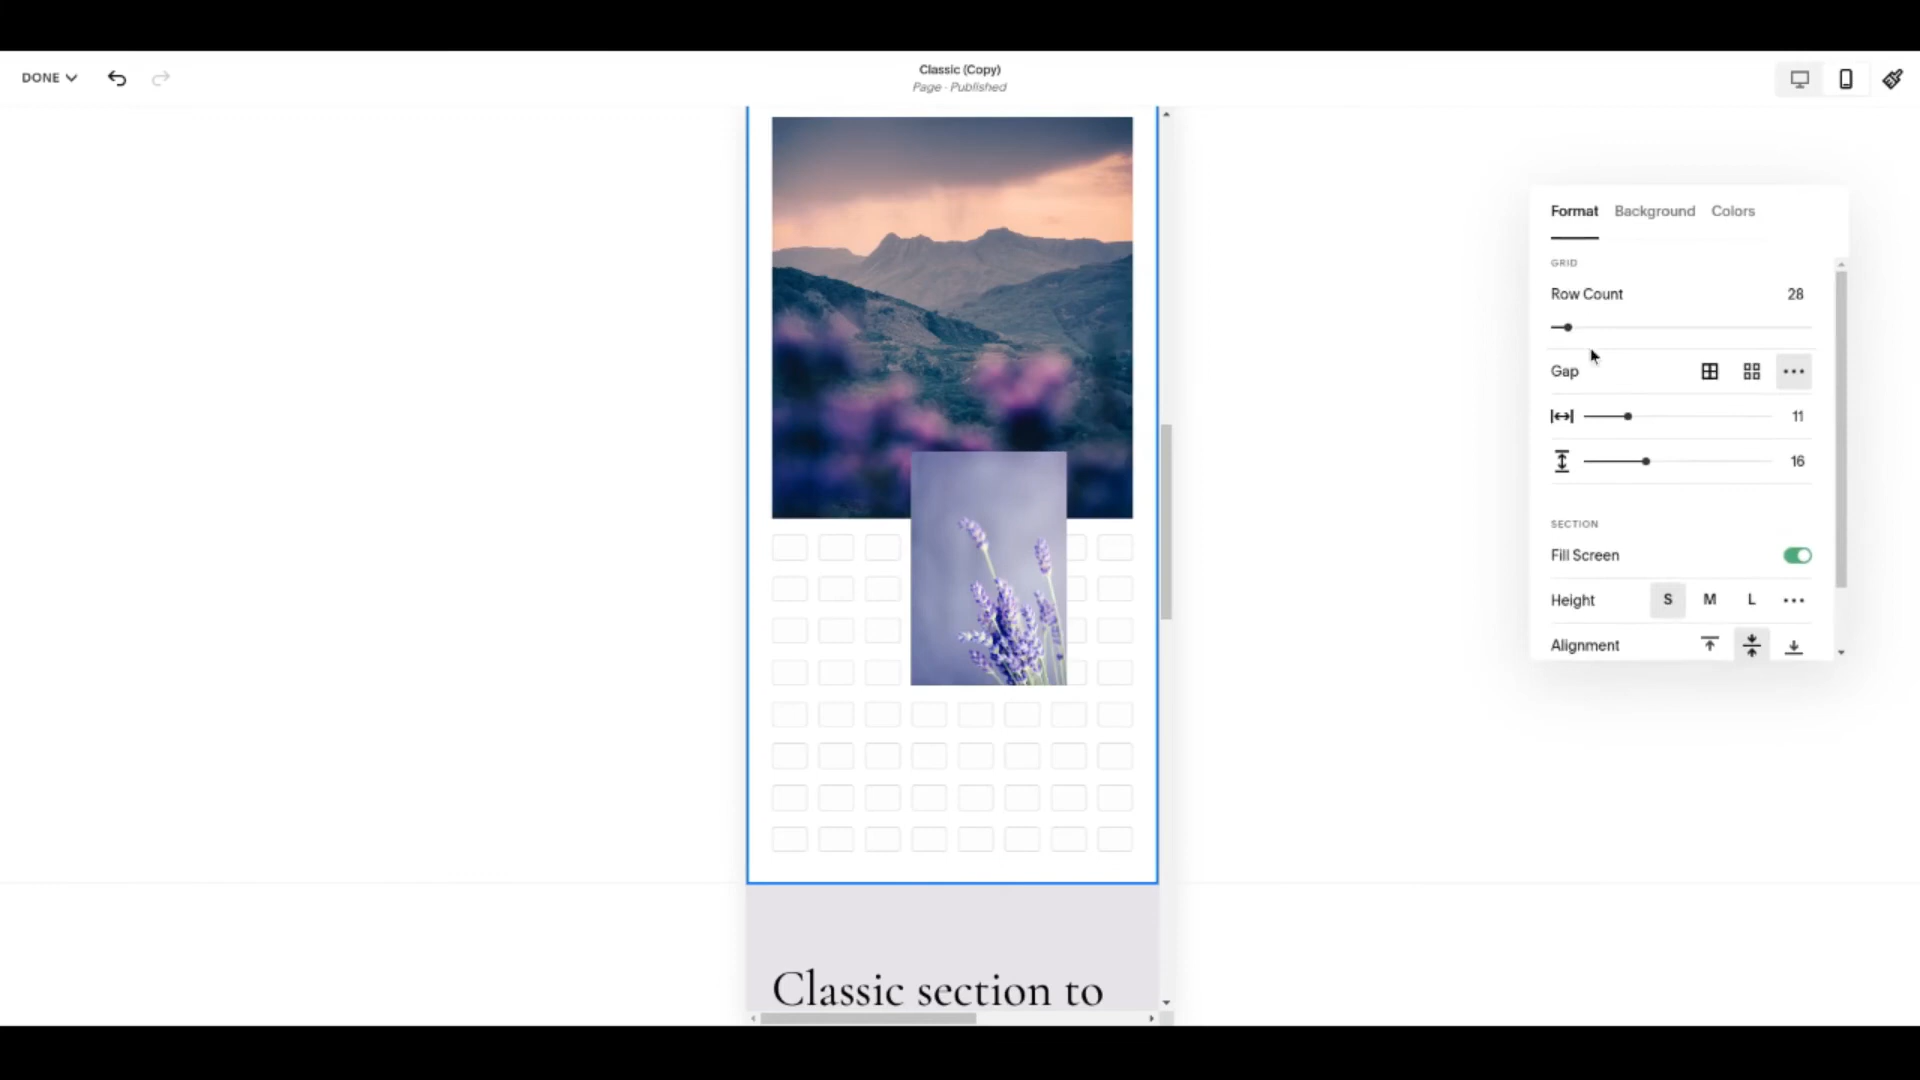 DONE
Classic (Copy)
Page · Published
Format Background Colors
GRID
Row Count 28
Gap
11
16
SECTION
Fill Screen
Height S M L
Alignment
Classic section to